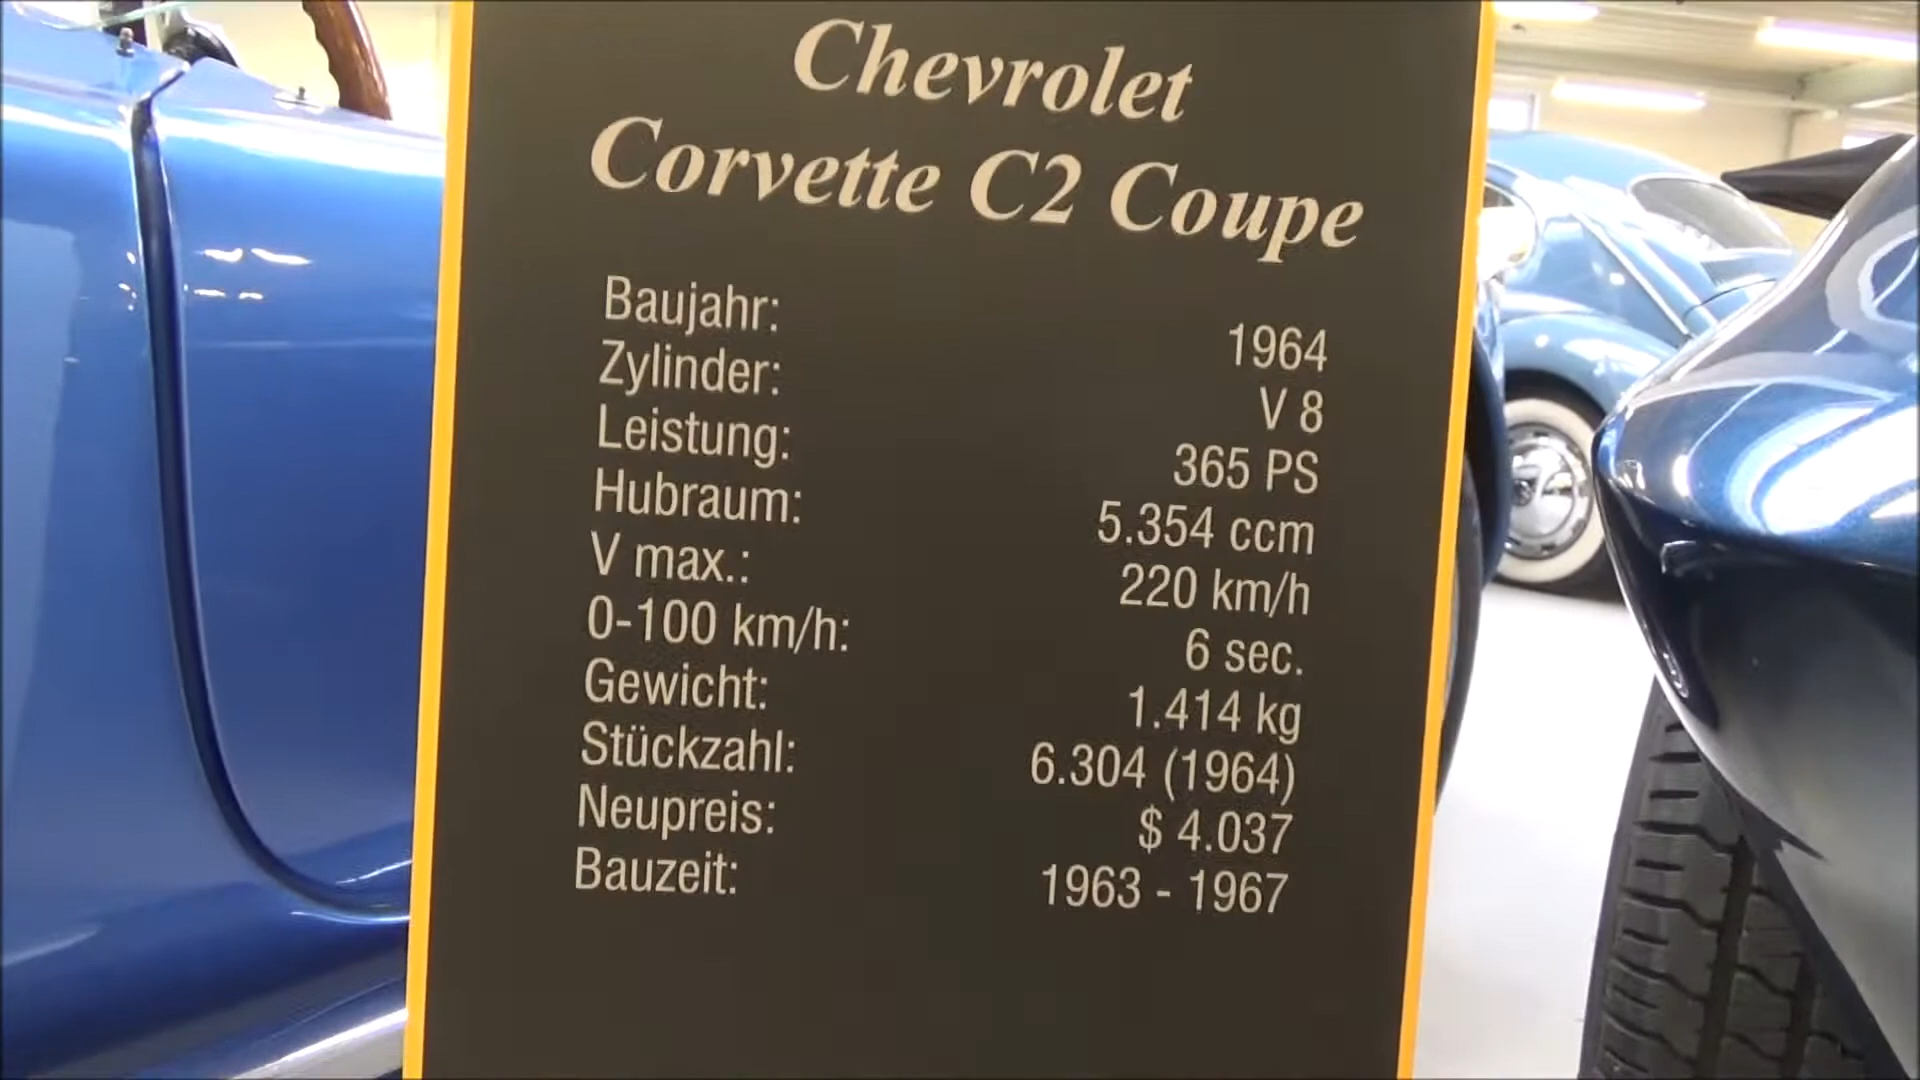 Chevrolet
Corvette C2 Coupe
Baujahr: 1964
Zylinder: V 8
Leistung: 365 PS
Hubraum: 5.354 ccm
V max.: 220 km/h
0-100 km/h: 6 sec.
Gewicht: 1.414 kg
Stückzahl: 6.304 (1964)
Neupreis: $ 4.037
Bauzeit: 1963 - 1967